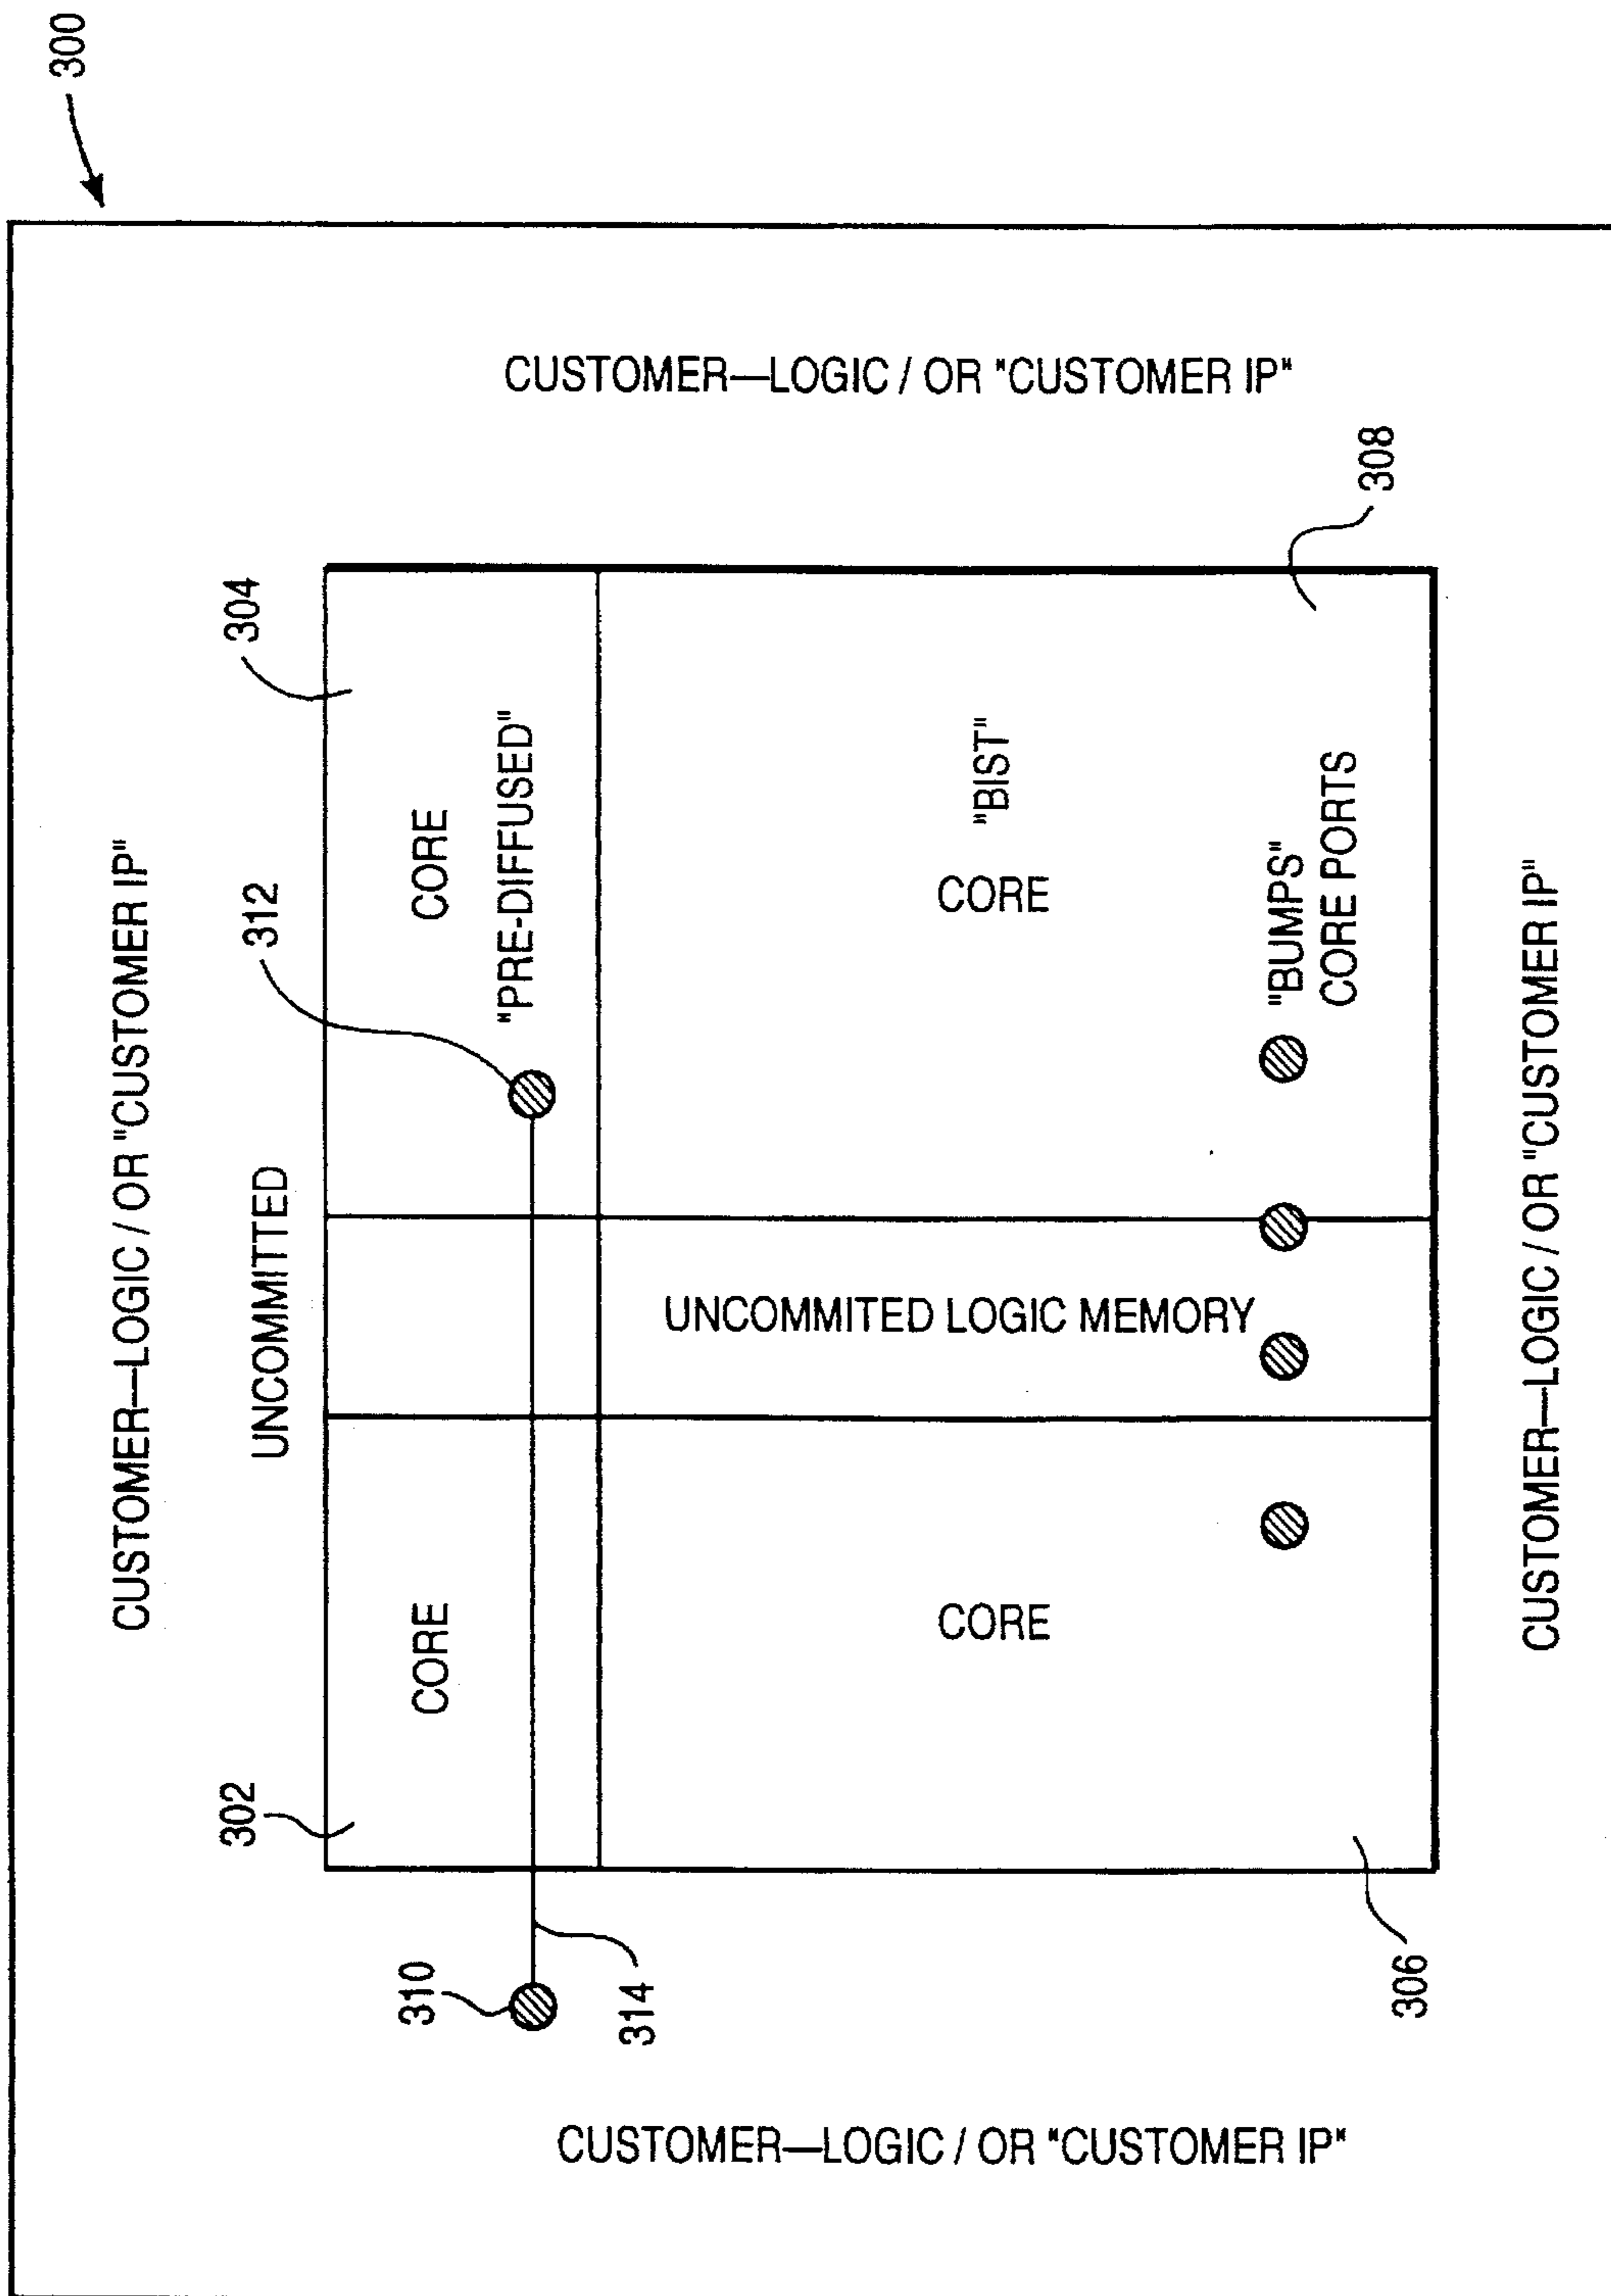 300
CUSTOMER—LOGIC / OR "CUSTOMER IP"
UNCOMMITTED
302
312
304
CORE
CORE
"PRE-DIFFUSED"
310
314
CUSTOMER—LOGIC / OR "CUSTOMER IP"
CUSTOMER—LOGIC / OR "CUSTOMER IP"
UNCOMMITED LOGIC MEMORY
CORE
CORE
"BIST"
"BUMPS"
CORE PORTS
306
308
CUSTOMER—LOGIC / OR "CUSTOMER IP"